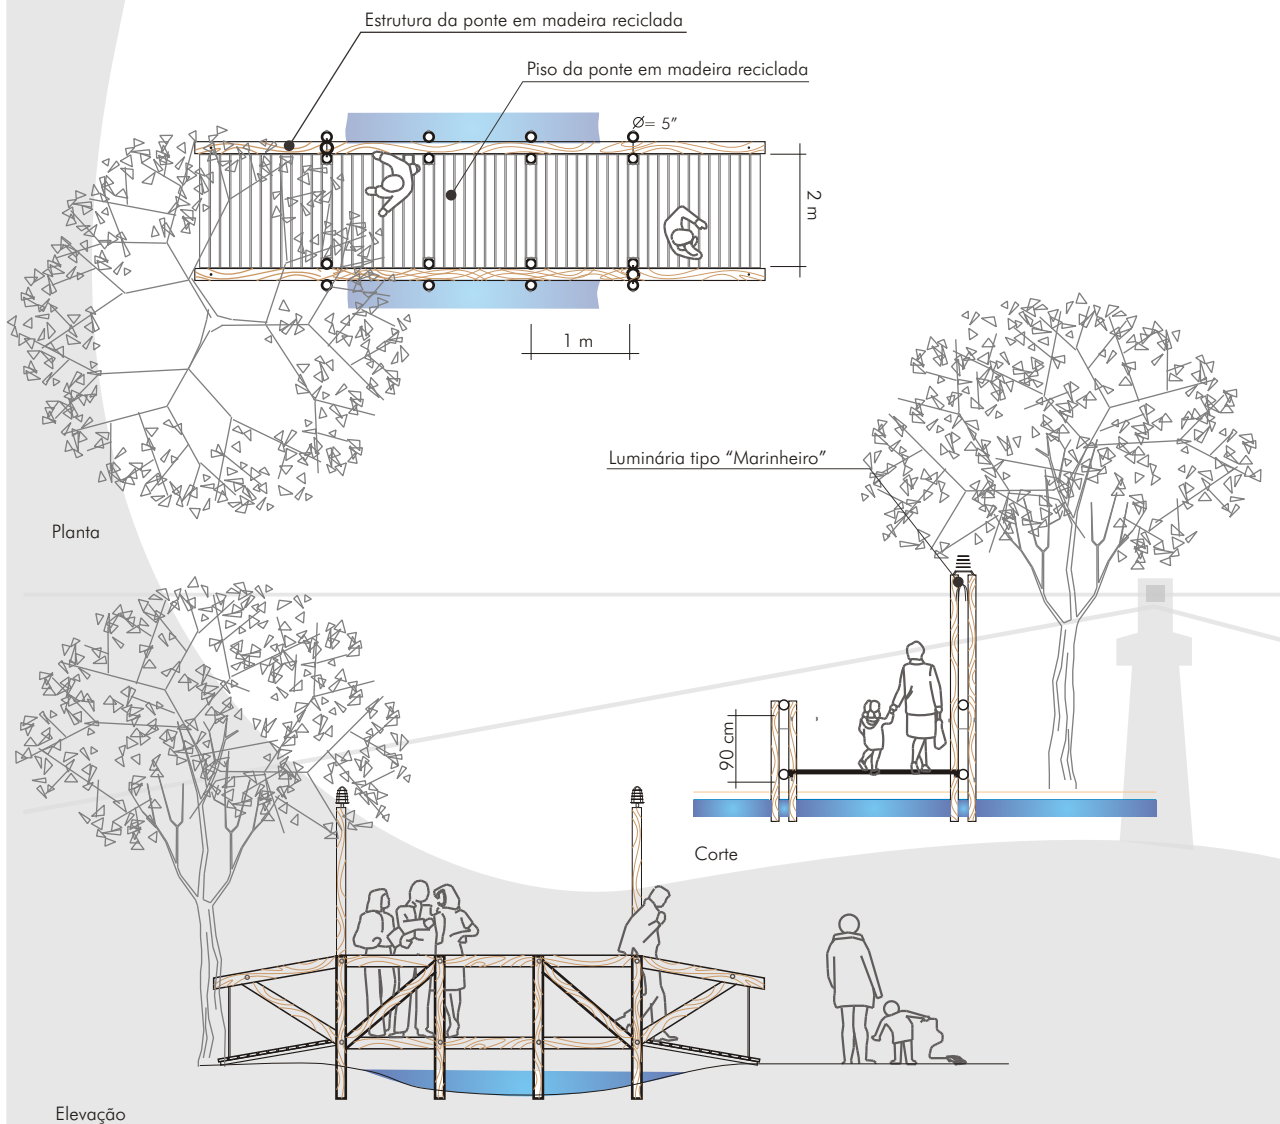 Estrutura da ponte em madeira reciclada
Piso da ponte em madeira reciclada
Ø= 5”
2 m
1 m
Luminária tipo “Marinheiro”
Planta
90 cm
Corte
Elevação